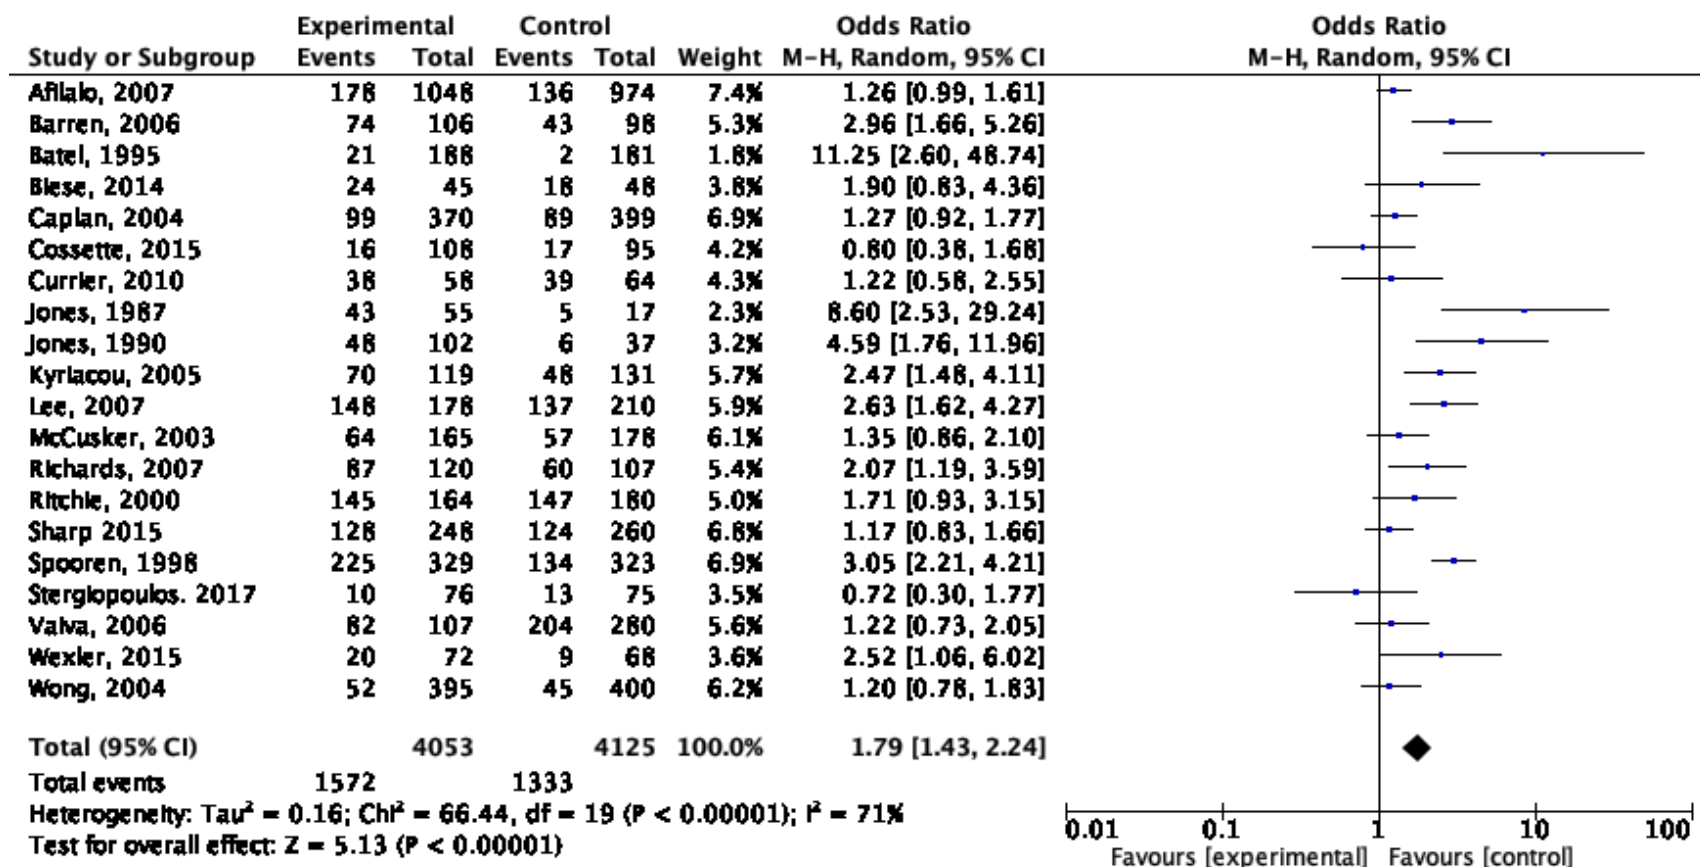 Experimental Control Odds Ratio Odds Ratio
Study or Subgroup Events Total Events Total Weight M-H, Random, 95% CI M-H, Random, 95% CI
Afilalo, 2007 178 1048 136 974 7.4% 1.26 [0.99, 1.61]
Barren, 2006 74 106 43 98 5.3% 2.96 [1.66, 5.26]
Batel, 1995 21 188 2 181 1.8% 11.25 [2.60, 48.74]
Biese, 2014 24 45 18 48 3.8% 1.90 [0.83, 4.36]
Caplan, 2004 99 370 89 399 6.9% 1.27 [0.92, 1.77]
Cossette, 2015 16 108 17 95 4.2% 0.80 [0.38, 1.68]
Currier, 2010 38 58 39 64 4.3% 1.22 [0.58, 2.55]
Jones, 1987 43 55 5 17 2.3% 8.60 [2.53, 29.24]
Jones, 1990 48 102 6 37 3.2% 4.59 [1.76, 11.96]
Kyriacou, 2005 70 119 48 131 5.7% 2.47 [1.48, 4.11]
Lee, 2007 148 178 137 210 5.9% 2.63 [1.62, 4.27]
McCusker, 2003 64 165 57 178 6.1% 1.35 [0.86, 2.10]
Richards, 2007 87 120 60 107 5.4% 2.07 [1.19, 3.59]
Ritchie, 2000 145 164 147 180 5.0% 1.71 [0.93, 3.15]
Sharp 2015 128 248 124 260 6.8% 1.17 [0.83, 1.66]
Spooren, 1998 225 329 134 323 6.9% 3.05 [2.21, 4.21]
Stergiopoulos. 2017 10 76 13 75 3.5% 0.72 [0.30, 1.77]
Vaiva, 2006 82 107 204 280 5.6% 1.22 [0.73, 2.05]
Wexler, 2015 20 72 9 68 3.6% 2.52 [1.06, 6.02]
Wong, 2004 52 395 45 400 6.2% 1.20 [0.78, 1.83]
Total (95% CI) 4053 4125 100.0% 1.79 [1.43, 2.24]
Total events 1572 1333
Heterogeneity: Tau² = 0.16; Chi² = 66.44, df = 19 (P < 0.00001); I² = 71%
Test for overall effect: Z = 5.13 (P < 0.00001)
0.01 0.1 1 10 100
Favours [experimental] Favours [control]